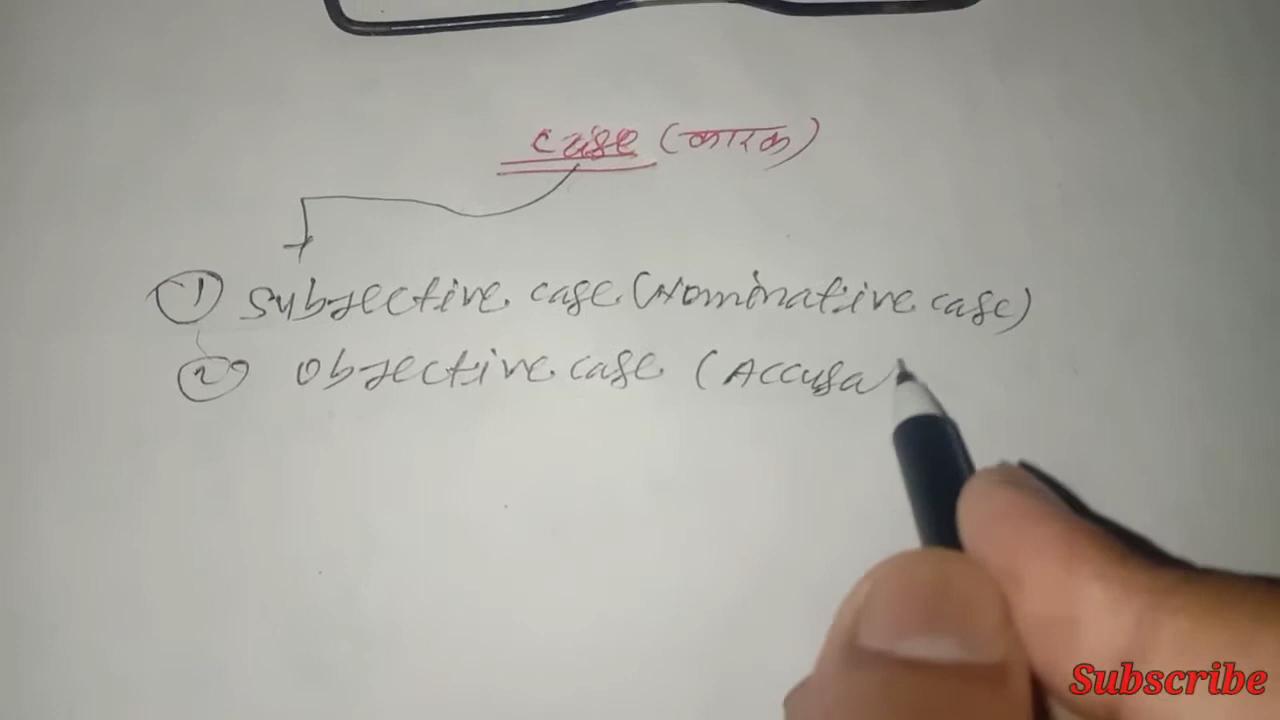 case (कारक)
① Subjective case (Nominative case)
② Objective case (Accusa
Subscribe